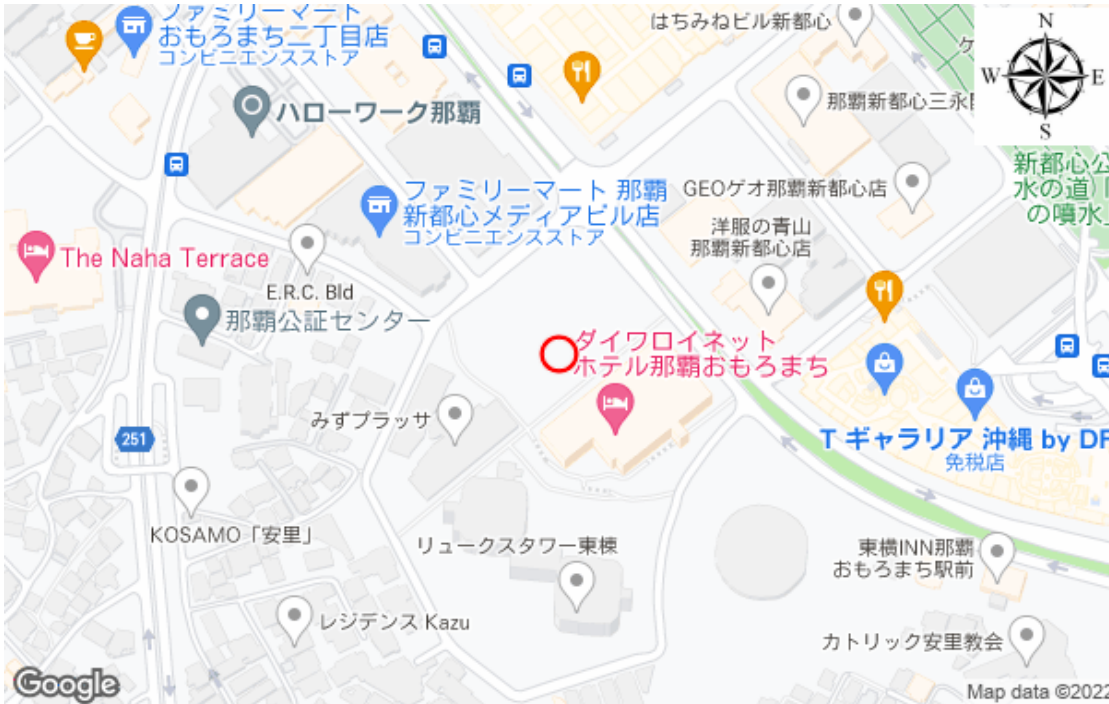 ファミリーマート
おもろまち二丁目店
コンビニエンスストア
はちみねビル新都心
ハローワーク那覇
那覇新都心三永
N
W
E
S
ファミリーマート 那覇
新都心メディアビル店
コンビニエンスストア
GEOゲオ那覇新都心店
新都心公
水の道
の噴水
洋服の青山
那覇新都心店
The Naha Terrace
E.R.C. Bld
那覇公証センター
ダイワロイネット
ホテル那覇おもろまち
みずプラッサ
251
T ギャラリア 沖縄 by DF
免税店
KOSAMO「安里」
リュークスタワー東棟
東横INN那覇
おもろまち駅前
レジデンス Kazu
カトリック安里教会
Google
Map data ©2022